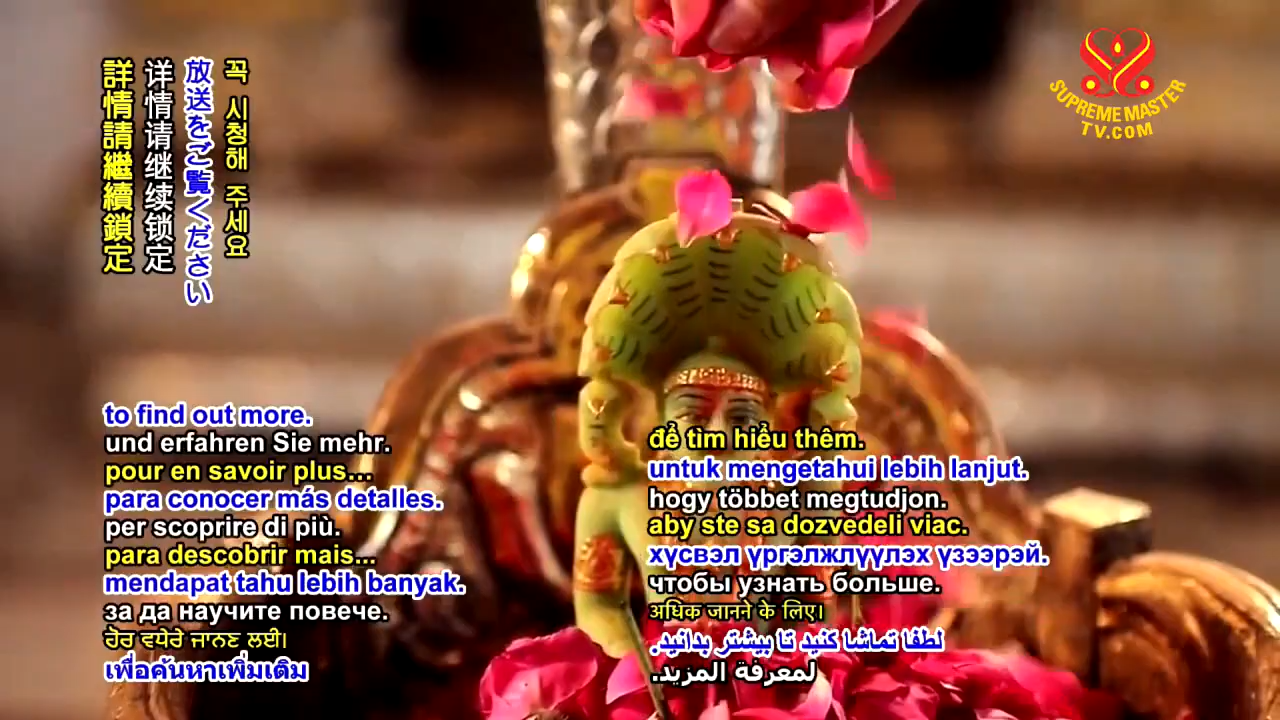 詳情請繼續鎖定
详情请继续锁定
放送をご覧ください
꼭 시청해 주세요
SUPREME MASTER
TV.COM
to find out more.
und erfahren Sie mehr.
pour en savoir plus...
para conocer más detalles.
per scoprire di più.
para descobrir mais...
mendapat tahu lebih banyak.
за да научите повече.
ਹੋਰ ਵਧੇਰੇ ਜਾਨਣ ਲਈ।
เพื่อค้นหาเพิ่มเติม
để tìm hiểu thêm.
untuk mengetahui lebih lanjut.
hogy többet megtudjon.
aby ste sa dozvedeli viac.
хүсвэл үргэлжлүүлэх үзээрэй.
чтобы узнать больше.
अधिक जानने के लिए।
لطفا تماشا کنید تا بیشتر بدانید.
لمعرفة المزيد.